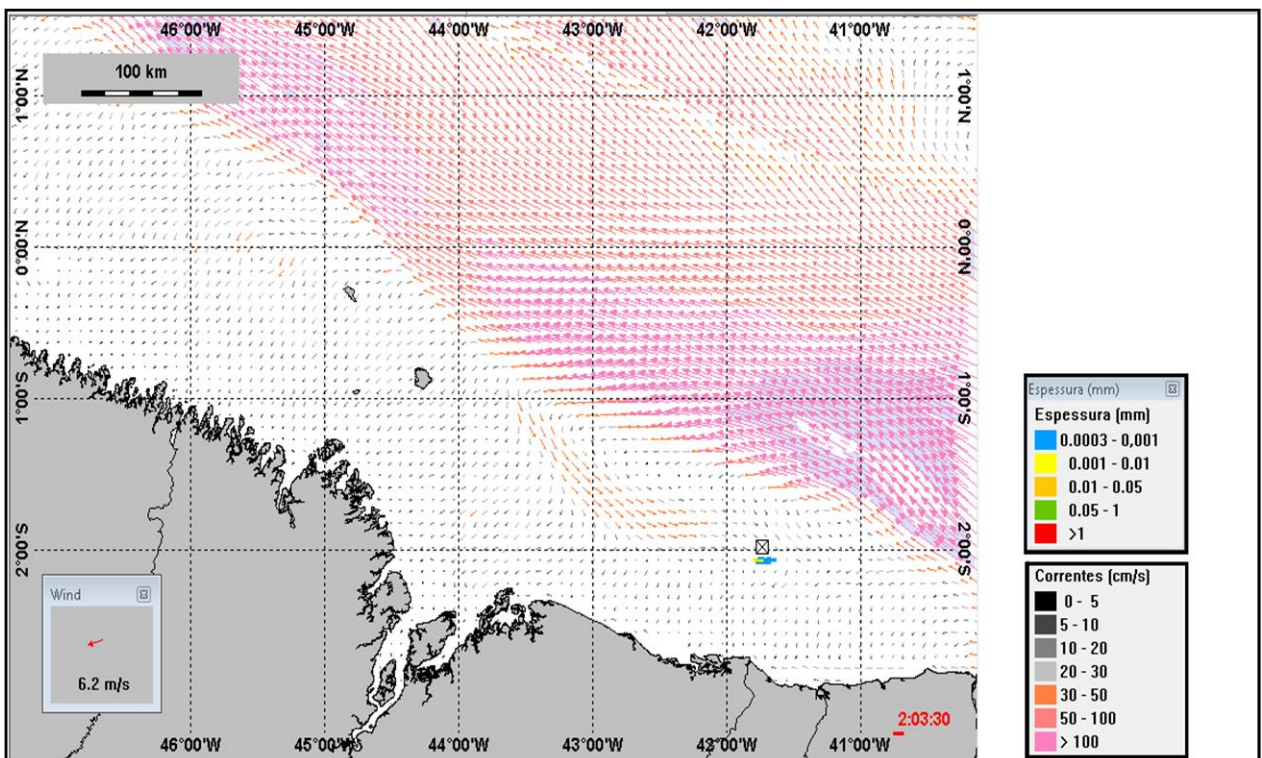 46°00'W 45°00'W 44°00'W 43°00'W 42°00'W 41°00'W
100 km
1°00'N
1°00'N
0°00'N
0°00'N
1°00'S
1°00'S
2°00'S
2°00'S
Wind
6.2 m/s
2:03:30
46°00'W 45°00'W 44°00'W 43°00'W 42°00'W 41°00'W
Espessura (mm)
Espessura (mm)
0.0003 - 0,001
0.001 - 0.01
0.01 - 0.05
0.05 - 1
>1
Correntes (cm/s)
0 - 5
5 - 10
10 - 20
20 - 30
30 - 50
50 - 100
> 100